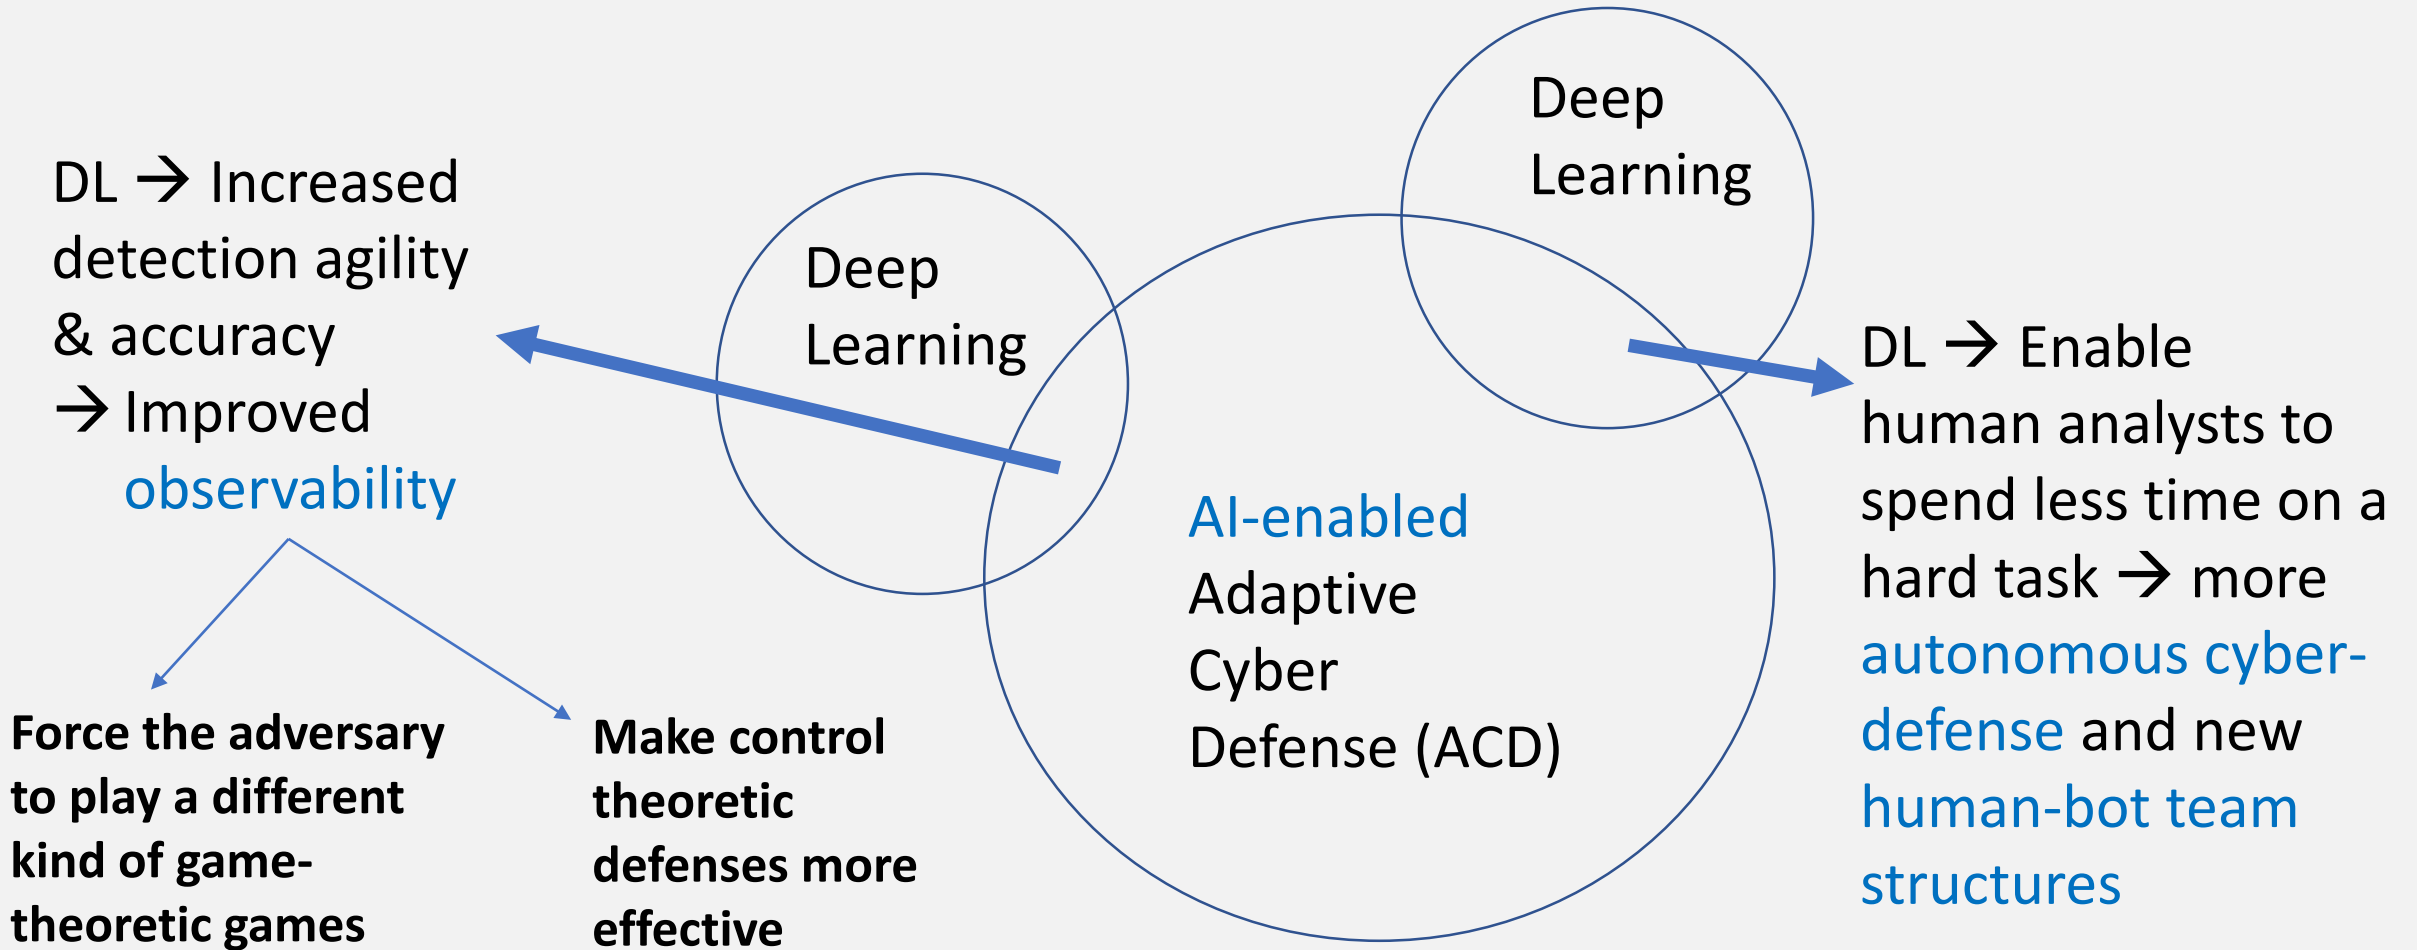 DL → Increased
detection agility
& accuracy
→ Improved
observability
Force the adversary
to play a different
kind of game-
theoretic games
Make control
theoretic
defenses more
effective
Deep
Learning
Deep
Learning
AI-enabled
Adaptive
Cyber
Defense (ACD)
DL → Enable
human analysts to
spend less time on a
hard task → more
autonomous cyber-
defense and new
human-bot team
structures